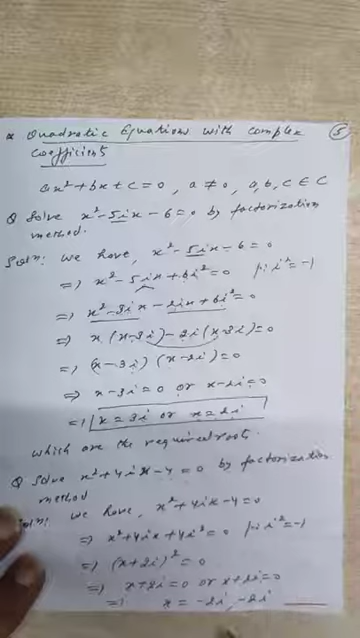 * Quadratic Equations with Complex (5)
Coefficients
ax² + bx + c = 0, a ≠ 0, a, b, c ∈ C
Q Solve x² - 5ix - 6 = 0 by factorization
method.
Soln: We have, x² - 5ix - 6 = 0
=) x² - 5ix + 6i² = 0 |∵ i² = -1
=) x² - 3ix - 2ix + 6i² = 0
=) x(x - 3i) - 2i(x - 3i) = 0
=) (x - 3i)(x - 2i) = 0
=) x - 3i = 0 or x - 2i = 0
=) x = 3i or x = 2i
which are the required roots.
Q Solve x² + 4ix - 4 = 0 by factorization
method
Soln: We have, x² + 4ix - 4 = 0
=) x² + 4ix + 4i² = 0 |∵ i² = -1
=) (x + 2i)² = 0
=) x + 2i = 0 or x + 2i = 0
=) x = -2i, -2i